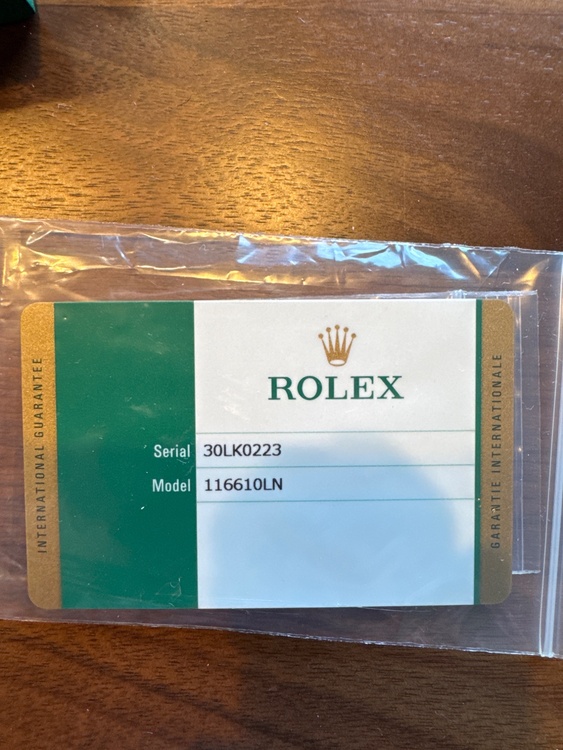 INTERNATIONAL GUARANTEE
ROLEX
Serial 30LK0223
Model 116610LN
GARANTIE INTERNATIONALE